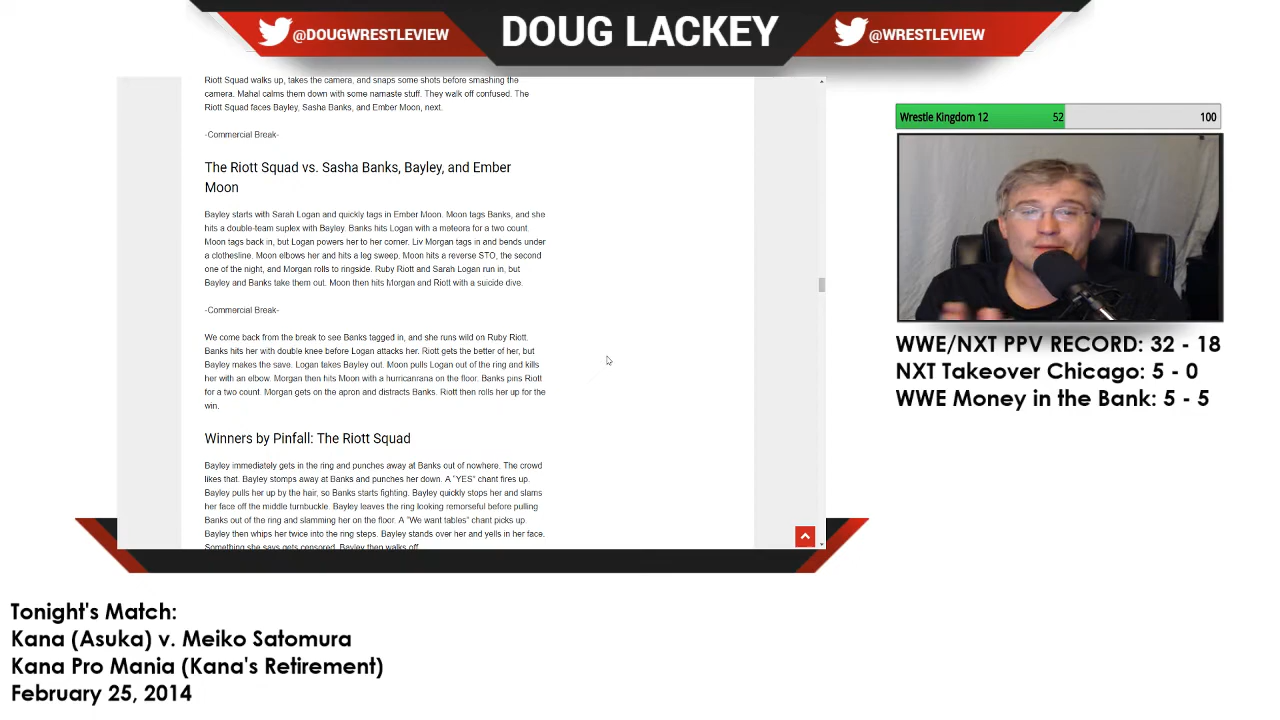 DOUG LACKEY
@DOUGWRESTLEVIEW
@WRESTLEVIEW
Riott Squad walks up, takes the camera, and snaps some shots before smashing the
camera. Mahal calms them down with some namaste stuff. They walk off confused. The
Riott Squad faces Bayley, Sasha Banks, and Ember Moon, next.
-Commercial Break-
The Riott Squad vs. Sasha Banks, Bayley, and Ember
Moon
Bayley starts with Sarah Logan and quickly tags in Ember Moon. Moon tags Banks, and she
hits a double-team suplex with Bayley. Banks hits Logan with a meteora for a two count.
Moon tags back in, but Logan powers her to her corner. Liv Morgan tags in and bends under
a clothesline. Moon elbows her and hits a leg sweep. Moon hits a reverse STO, the second
one of the night, and Morgan rolls to ringside. Ruby Riott and Sarah Logan run in, but
Bayley and Banks take them out. Moon then hits Morgan and Riott with a suicide dive.
-Commercial Break-
We come back from the break to see Banks tagged in, and she runs wild on Ruby Riott.
Banks hits her with double knee before Logan attacks her. Riott gets the better of her, but
Bayley makes the save. Logan takes Bayley out. Moon pulls Logan out of the ring and kills
her with an elbow. Morgan then hits Moon with a hurricanrana on the floor. Banks pins Riott
for a two count. Morgan gets on the apron and distracts Banks. Riott then rolls her up for the
win.
Winners by Pinfall: The Riott Squad
Bayley immediately gets in the ring and punches away at Banks out of nowhere. The crowd
likes that. Bayley stomps away at Banks and punches her down. A "YES" chant fires up.
Bayley pulls her up by the hair, so Banks starts fighting. Bayley quickly stops her and slams
her face off the middle turnbuckle. Bayley leaves the ring looking remorseful before pulling
Banks out of the ring and slamming her on the floor. A "We want tables" chant picks up.
Bayley then whips her twice into the ring steps. Bayley stands over her and yells in her face.
Something she says gets censored. Bayley then walks off.
Wrestle Kingdom 12 52 100
WWE/NXT PPV RECORD: 32 - 18
NXT Takeover Chicago: 5 - 0
WWE Money in the Bank: 5 - 5
Tonight's Match:
Kana (Asuka) v. Meiko Satomura
Kana Pro Mania (Kana's Retirement)
February 25, 2014